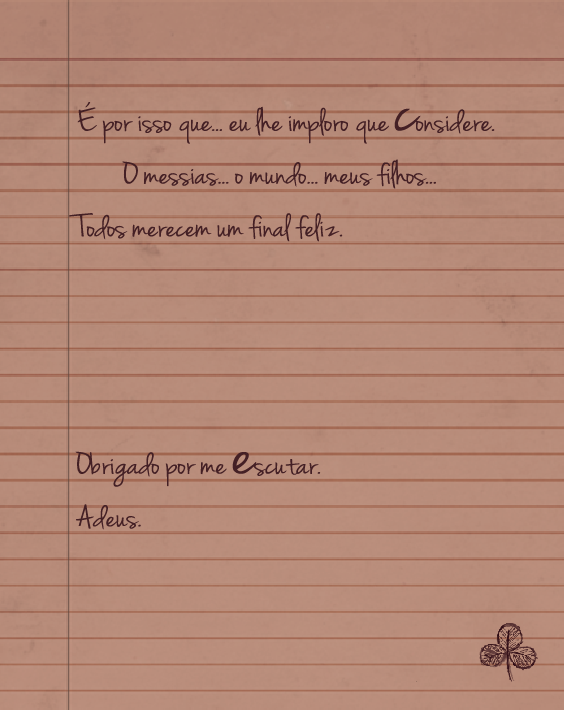 É por isso que... eu lhe imploro que Considere.
O messias... o mundo... meus filhos...
Todos merecem um final feliz.
Obrigado por me escutar.
Adeus.